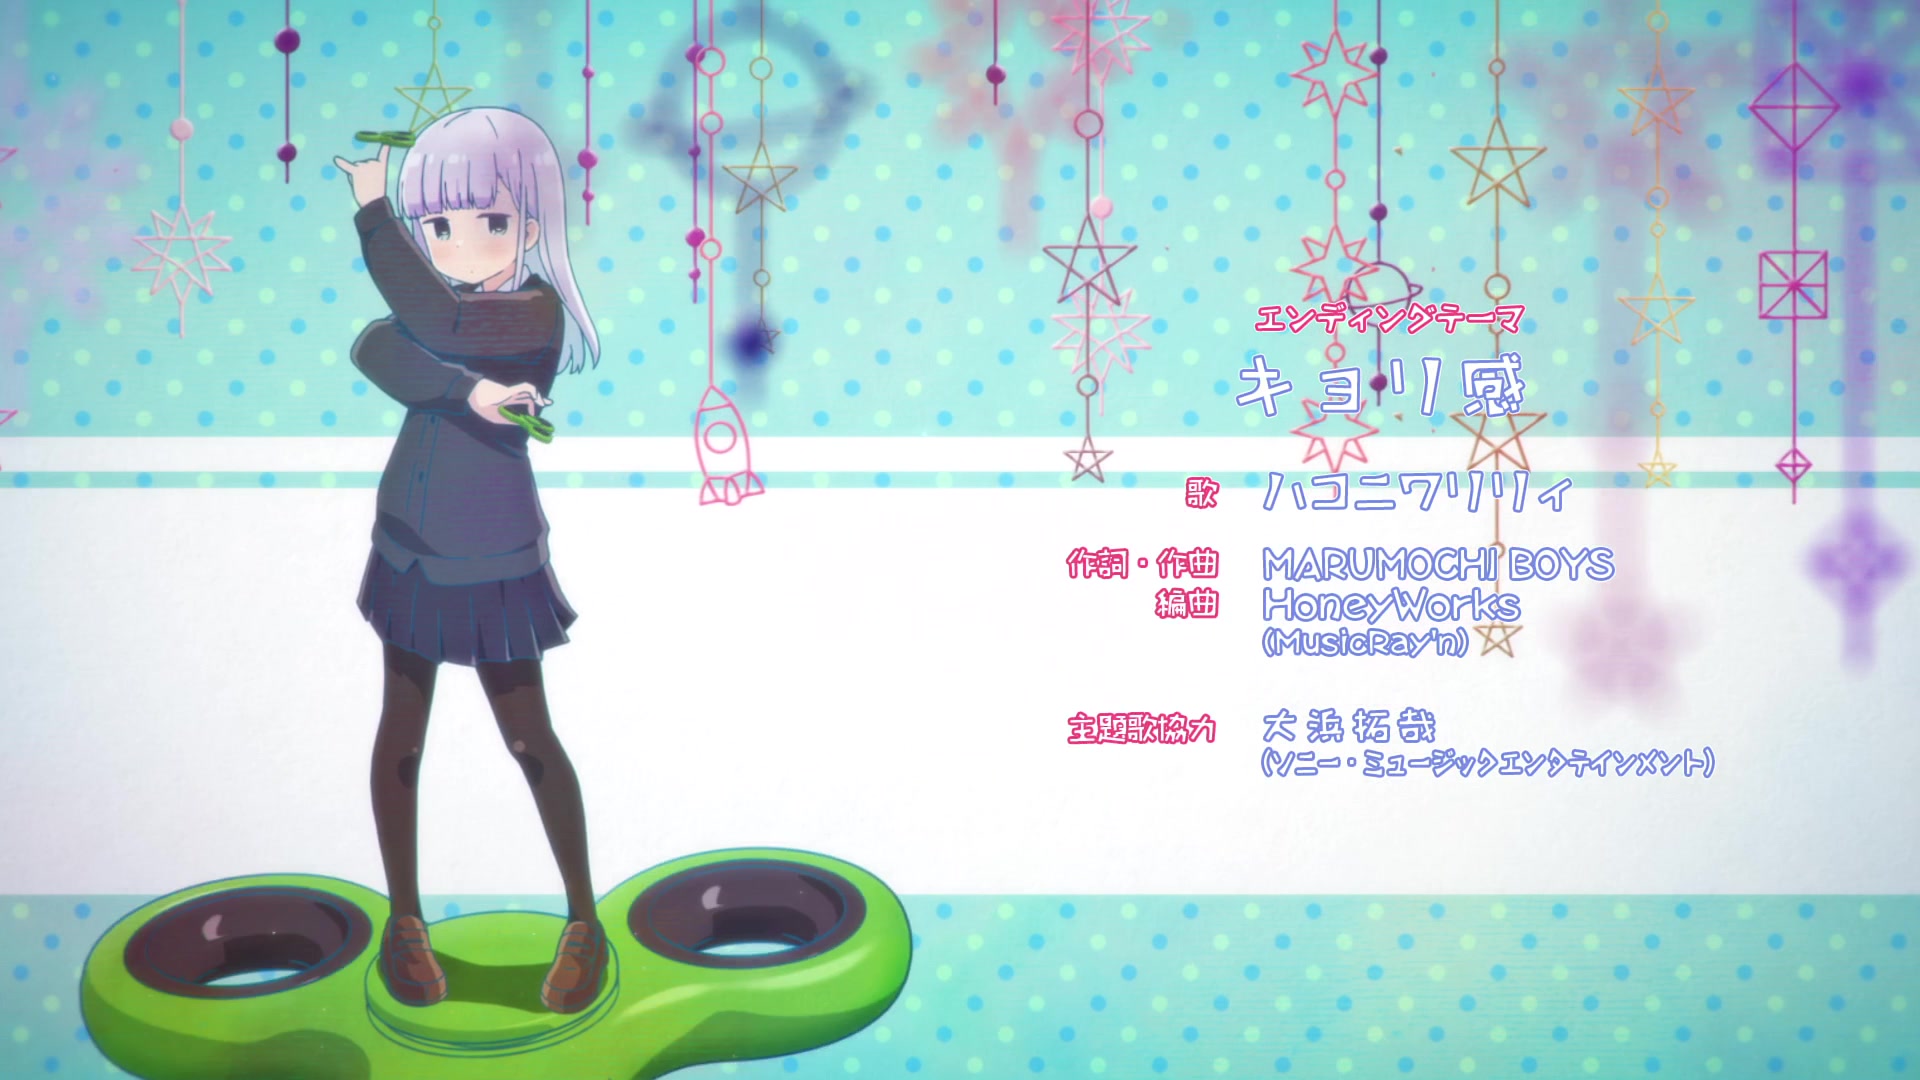 エンディングテーマ
キョリ感
歌 ハコニワリリィ
作詞・作曲 MARUMOCHI BOYS
編曲 HoneyWorks
(MusicRay'n)
主題歌協力 大浜拓哉
(ソニー・ミュージックエンタテインメント)